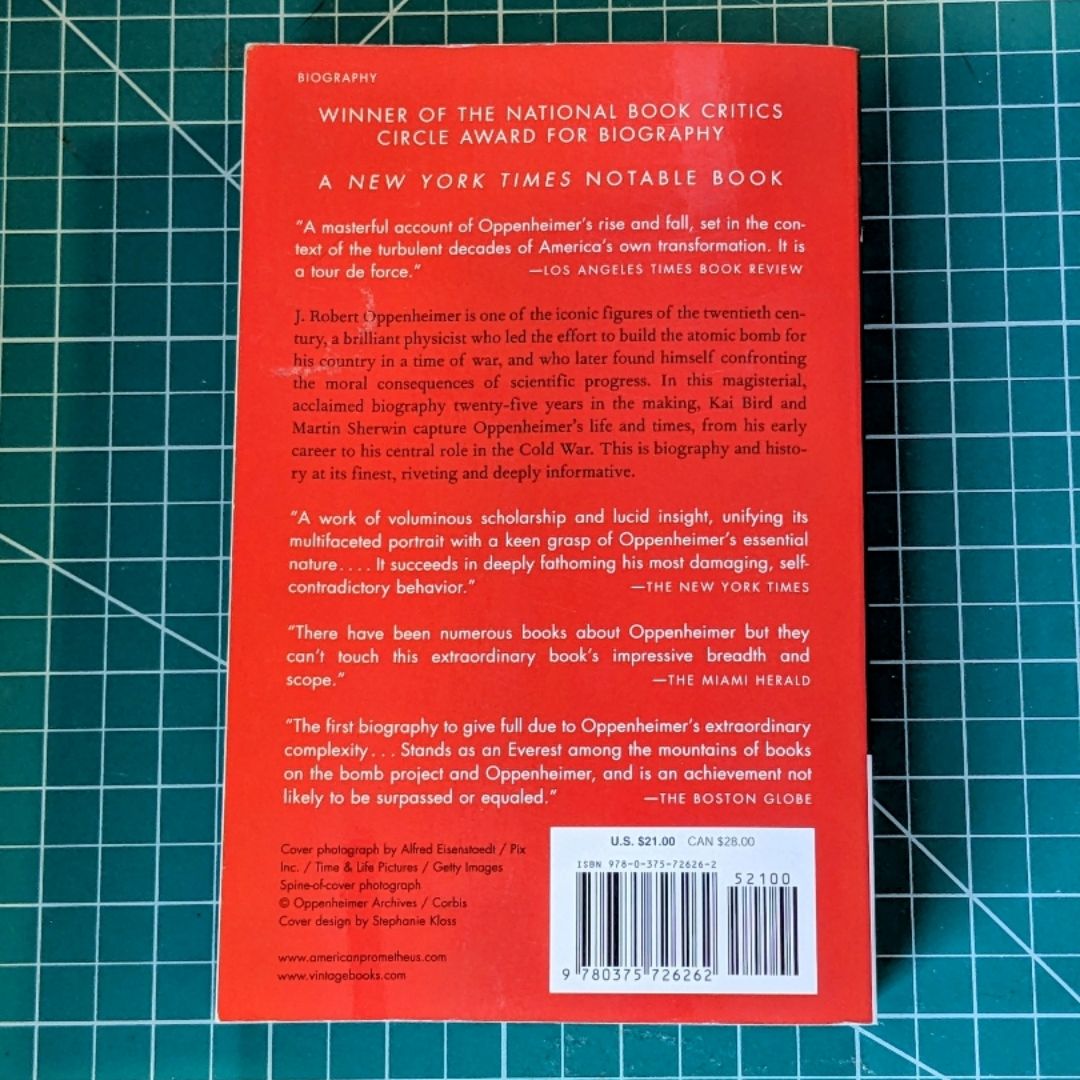 BIOGRAPHY
WINNER OF THE NATIONAL BOOK CRITICS
CIRCLE AWARD FOR BIOGRAPHY
A NEW YORK TIMES NOTABLE BOOK
"A masterful account of Oppenheimer's rise and fall, set in the con-
text of the turbulent decades of America's own transformation. It is
a tour de force." —LOS ANGELES TIMES BOOK REVIEW
J. Robert Oppenheimer is one of the iconic figures of the twentieth cen-
tury, a brilliant physicist who led the effort to build the atomic bomb for
his country in a time of war, and who later found himself confronting
the moral consequences of scientific progress. In this magisterial,
acclaimed biography twenty-five years in the making, Kai Bird and
Martin Sherwin capture Oppenheimer's life and times, from his early
career to his central role in the Cold War. This is biography and histo-
ry at its finest, riveting and deeply informative.
"A work of voluminous scholarship and lucid insight, unifying its
multifaceted portrait with a keen grasp of Oppenheimer's essential
nature.... It succeeds in deeply fathoming his most damaging, self-
contradictory behavior." —THE NEW YORK TIMES
"There have been numerous books about Oppenheimer but they
can't touch this extraordinary book's impressive breadth and
scope." —THE MIAMI HERALD
"The first biography to give full due to Oppenheimer's extraordinary
complexity... Stands as an Everest among the mountains of books
on the bomb project and Oppenheimer, and is an achievement not
likely to be surpassed or equaled." —THE BOSTON GLOBE
Cover photograph by Alfred Eisenstaedt / Pix
Inc. / Time & Life Pictures / Getty Images
Spine-of-cover photograph
© Oppenheimer Archives / Corbis
Cover design by Stephanie Kloss
www.americanprometheus.com
www.vintagebooks.com
U.S. $21.00 CAN $28.00
ISBN 978-0-375-72626-2
52100
9 780375 726262